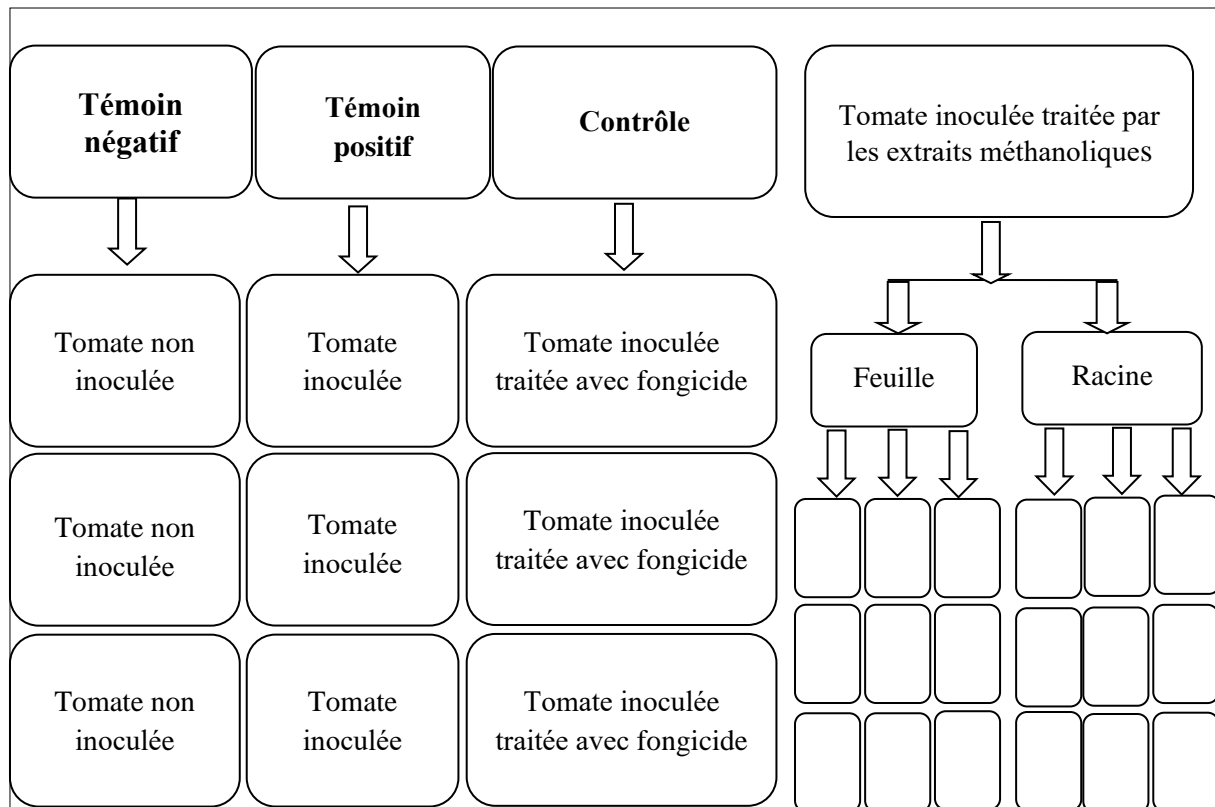 Témoin
négatif
Témoin
positif
Contrôle
Tomate inoculée traitée par
les extraits méthanoliques
Tomate non
inoculée
Tomate
inoculée
Tomate inoculée
traitée avec fongicide
Feuille
Racine
Tomate non
inoculée
Tomate
inoculée
Tomate inoculée
traitée avec fongicide
Tomate non
inoculée
Tomate
inoculée
Tomate inoculée
traitée avec fongicide